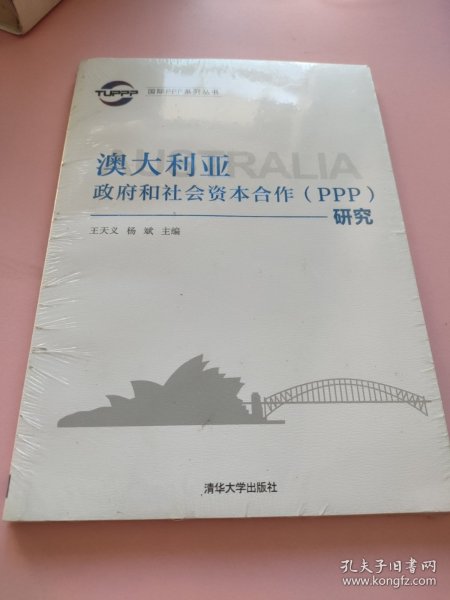 TUPPP
国际PPP系列丛书
AUSTRALIA
澳大利亚
政府和社会资本合作(PPP)
研究
王天义 杨 斌 主编
清华大学出版社
孔夫子旧书网
www.kongfz.com